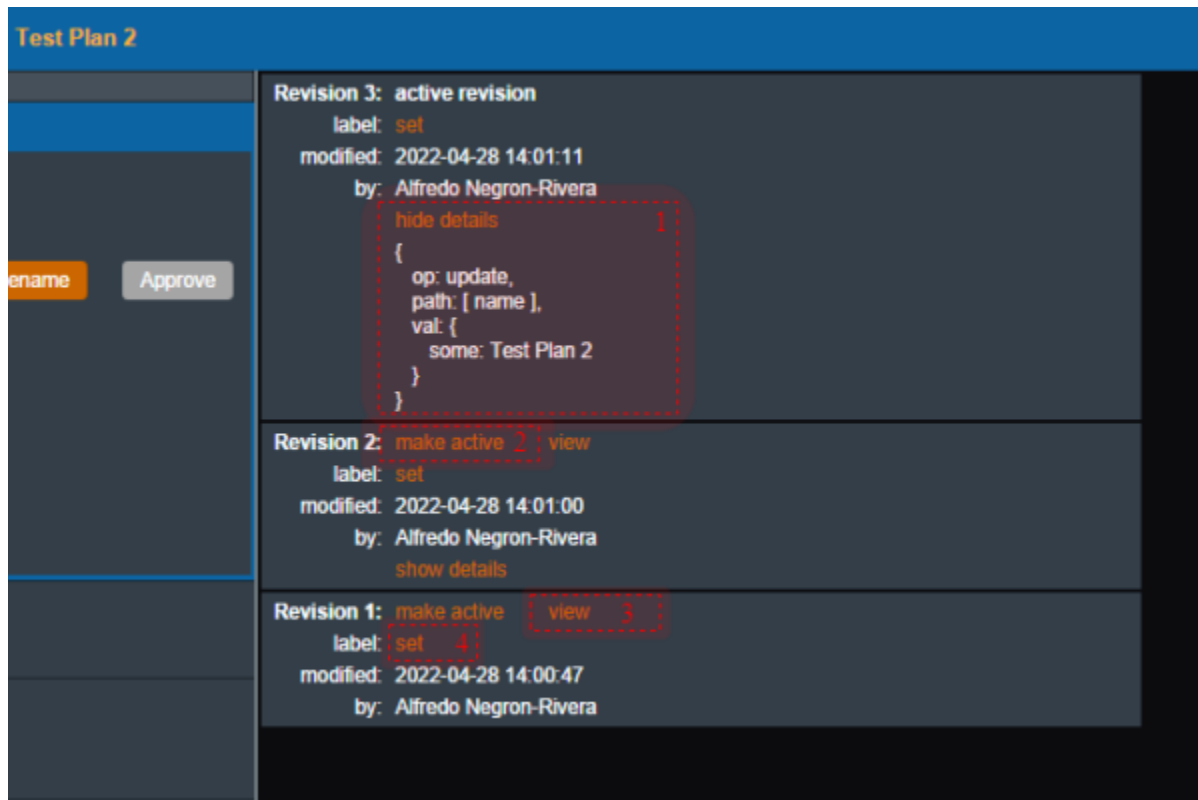 Test Plan 2
ename Approve
Revision 3: active revision
label: set
modified: 2022-04-28 14:01:11
by: Alfredo Negron-Rivera
hide details 1
{
op: update,
path: [ name ],
val: {
some: Test Plan 2
}
}
Revision 2: make active 2 view
label: set
modified: 2022-04-28 14:01:00
by: Alfredo Negron-Rivera
show details
Revision 1: make active view 3
label: set 4
modified: 2022-04-28 14:00:47
by: Alfredo Negron-Rivera